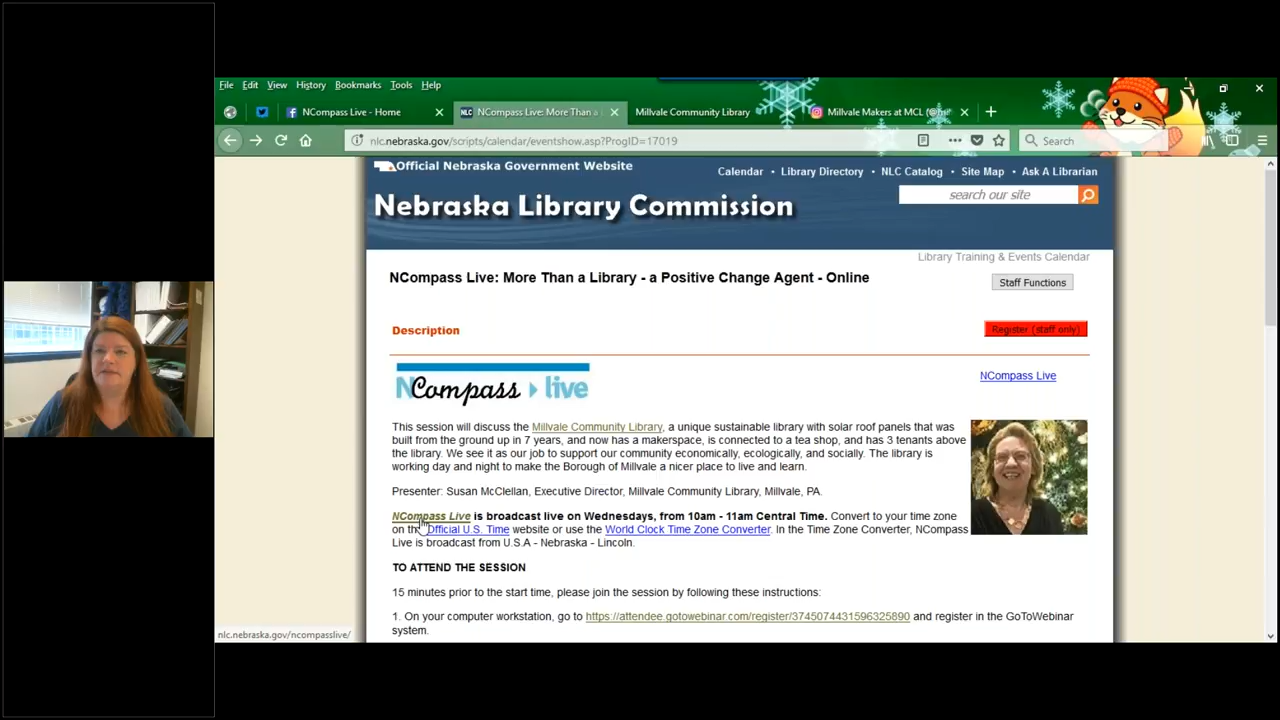 File Edit View History Bookmarks Tools Help
NCompass Live - Home
NLC NCompass Live: More Than a
Millvale Community Library
Millvale Makers at MCL (@m
nlc.nebraska.gov/scripts/calendar/eventshow.asp?ProgID=17019
Search
Official Nebraska Government Website
Calendar • Library Directory • NLC Catalog • Site Map • Ask A Librarian
Nebraska Library Commission
search our site
Library Training & Events Calendar
NCompass Live: More Than a Library - a Positive Change Agent - Online
Staff Functions
Description
Register (staff only)
NCompass live
NCompass Live
This session will discuss the Millvale Community Library, a unique sustainable library with solar roof panels that was
built from the ground up in 7 years, and now has a makerspace, is connected to a tea shop, and has 3 tenants above
the library. We see it as our job to support our community economically, ecologically, and socially. The library is
working day and night to make the Borough of Millvale a nicer place to live and learn.
Presenter: Susan McClellan, Executive Director, Millvale Community Library, Millvale, PA.
NCompass Live is broadcast live on Wednesdays, from 10am - 11am Central Time. Convert to your time zone
on the Official U.S. Time website or use the World Clock Time Zone Converter. In the Time Zone Converter, NCompass
Live is broadcast from U.S.A - Nebraska - Lincoln.
TO ATTEND THE SESSION
15 minutes prior to the start time, please join the session by following these instructions:
1. On your computer workstation, go to https://attendee.gotowebinar.com/register/3745074431596325890 and register in the GoToWebinar
system.
nlc.nebraska.gov/ncompasslive/